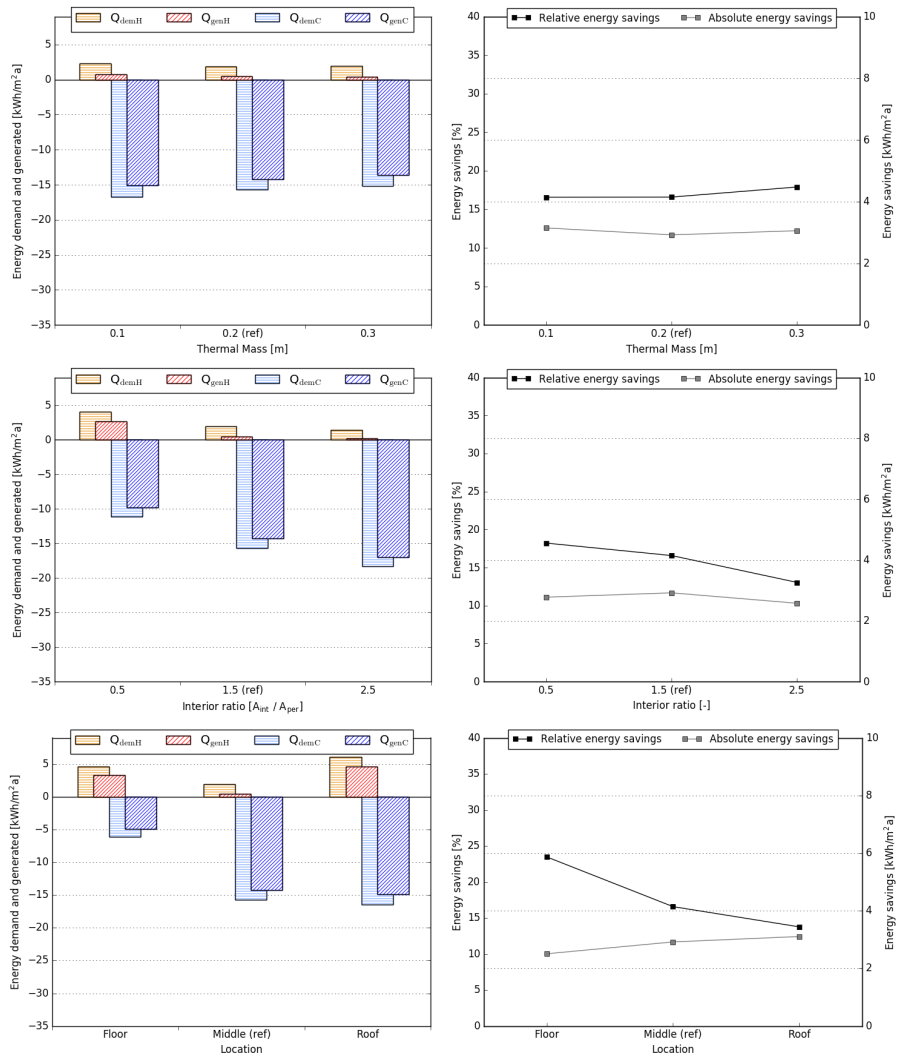 Q_demH Q_genH Q_demC Q_genC
Energy demand and generated [kWh/m²a]
5
0
−5
−10
−15
−20
−25
−30
−35
0.1 0.2 (ref) 0.3
Thermal Mass [m]
Relative energy savings Absolute energy savings
Energy savings [%]
40
35
30
25
20
15
10
5
0
Energy savings [kWh/m²a]
10
8
6
4
2
0
0.1 0.2 (ref) 0.3
Thermal Mass [m]
Q_demH Q_genH Q_demC Q_genC
Energy demand and generated [kWh/m²a]
5
0
−5
−10
−15
−20
−25
−30
−35
0.5 1.5 (ref) 2.5
Interior ratio [A_int / A_per]
Relative energy savings Absolute energy savings
Energy savings [%]
40
35
30
25
20
15
10
5
0
Energy savings [kWh/m²a]
10
8
6
4
2
0
0.5 1.5 (ref) 2.5
Interior ratio [-]
Q_demH Q_genH Q_demC Q_genC
Energy demand and generated [kWh/m²a]
5
0
−5
−10
−15
−20
−25
−30
−35
Floor Middle (ref) Roof
Location
Relative energy savings Absolute energy savings
Energy savings [%]
40
35
30
25
20
15
10
5
0
Energy savings [kWh/m²a]
10
8
6
4
2
0
Floor Middle (ref) Roof
Location